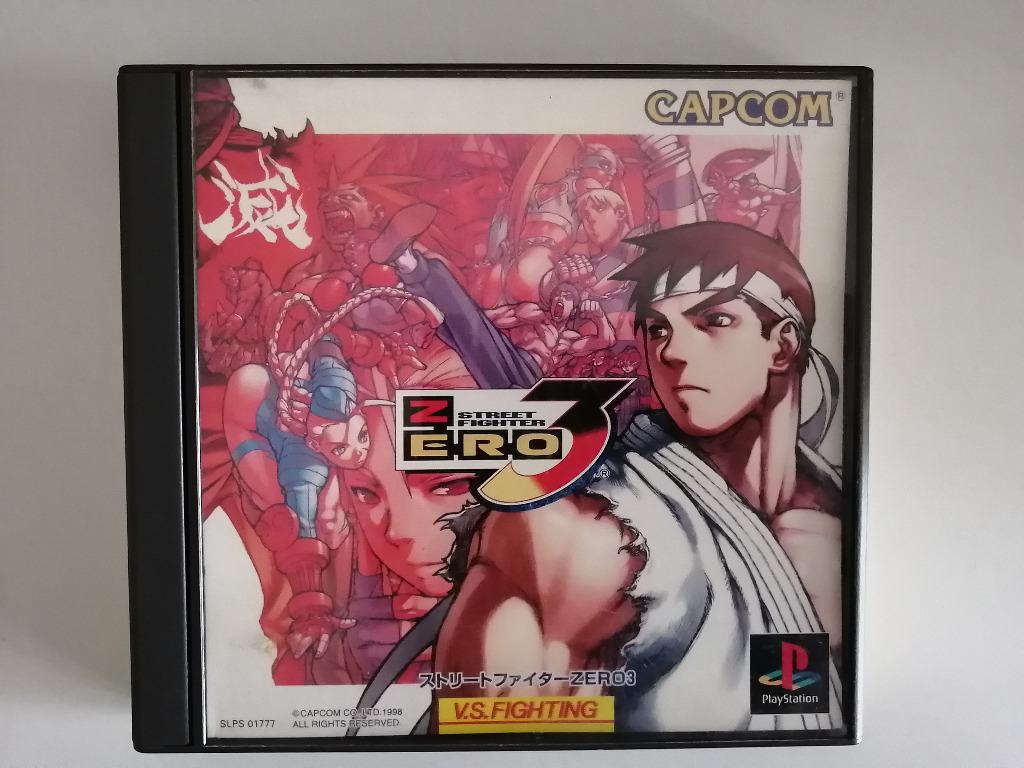 CAPCOM®
滅
Z
STREET
FIGHTER
ERO
3
®
ストリートファイターZERO3
V.S.FIGHTING
SLPS 01777
©CAPCOM CO.,LTD.1998
ALL RIGHTS RESERVED.
PlayStation